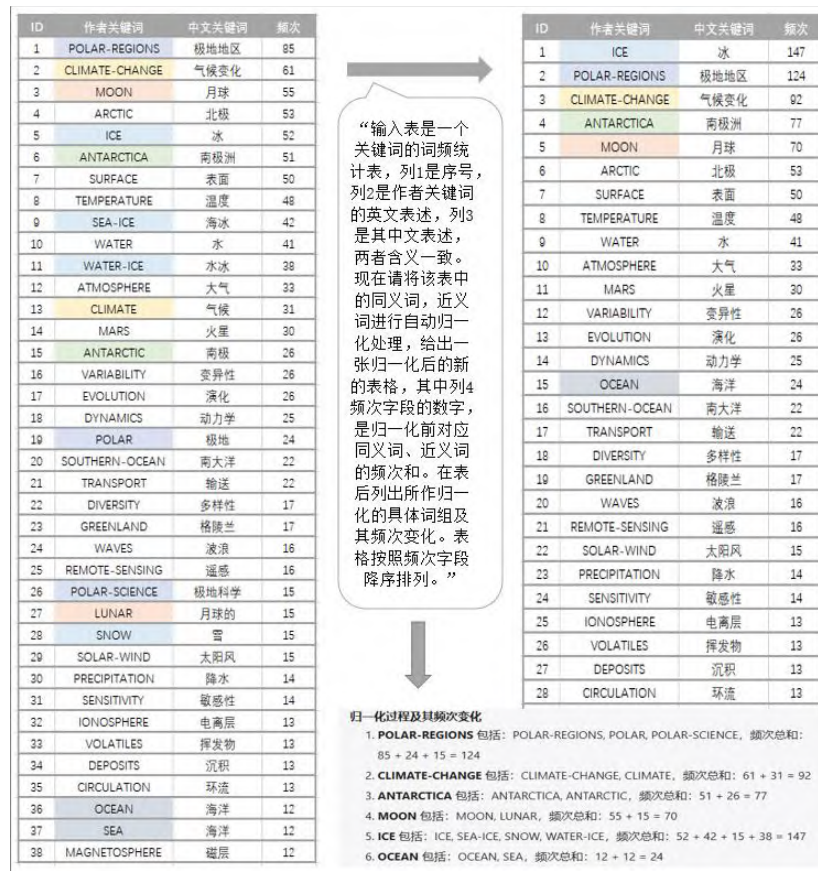 ID 作者关键词 中文关键词 频次
1 POLAR-REGIONS 极地地区 85
2 CLIMATE-CHANGE 气候变化 61
3 MOON 月球 55
4 ARCTIC 北极 53
5 ICE 冰 52
6 ANTARCTICA 南极洲 51
7 SURFACE 表面 50
8 TEMPERATURE 温度 48
9 SEA-ICE 海冰 42
10 WATER 水 41
11 WATER-ICE 水冰 38
12 ATMOSPHERE 大气 33
13 CLIMATE 气候 31
14 MARS 火星 30
15 ANTARCTIC 南极 26
16 VARIABILITY 变异性 26
17 EVOLUTION 演化 26
18 DYNAMICS 动力学 25
19 POLAR 极地 24
20 SOUTHERN-OCEAN 南大洋 22
21 TRANSPORT 输送 22
22 DIVERSITY 多样性 17
23 GREENLAND 格陵兰 17
24 WAVES 波浪 16
25 REMOTE-SENSING 遥感 16
26 POLAR-SCIENCE 极地科学 15
27 LUNAR 月球的 15
28 SNOW 雪 15
29 SOLAR-WIND 太阳风 15
30 PRECIPITATION 降水 14
31 SENSITIVITY 敏感性 14
32 IONOSPHERE 电离层 13
33 VOLATILES 挥发物 13
34 DEPOSITS 沉积 13
35 CIRCULATION 环流 13
36 OCEAN 海洋 12
37 SEA 海洋 12
38 MAGNETOSPHERE 磁层 12
“输入表是一个
关键词的词频统
计表，列1是序号，
列2是作者关键词
的英文表述，列3
是其中文表述，
两者含义一致。
现在请将该表中
的同义词，近义
词进行自动归一
化处理，给出一
张归一化后的新
的表格，其中列4
频次字段的数字，
是归一化前对应
同义词、近义词
的频次和。在表
后列出所作归一
化的具体词组及
其频次变化。表
格按照频次字段
降序排列。”
ID 作者关键词 中文关键词 频次
1 ICE 冰 147
2 POLAR-REGIONS 极地地区 124
3 CLIMATE-CHANGE 气候变化 92
4 ANTARCTICA 南极洲 77
5 MOON 月球 70
6 ARCTIC 北极 53
7 SURFACE 表面 50
8 TEMPERATURE 温度 48
9 WATER 水 41
10 ATMOSPHERE 大气 33
11 MARS 火星 30
12 VARIABILITY 变异性 26
13 EVOLUTION 演化 26
14 DYNAMICS 动力学 25
15 OCEAN 海洋 24
16 SOUTHERN-OCEAN 南大洋 22
17 TRANSPORT 输送 22
18 DIVERSITY 多样性 17
19 GREENLAND 格陵兰 17
20 WAVES 波浪 16
21 REMOTE-SENSING 遥感 16
22 SOLAR-WIND 太阳风 15
23 PRECIPITATION 降水 14
24 SENSITIVITY 敏感性 14
25 IONOSPHERE 电离层 13
26 VOLATILES 挥发物 13
27 DEPOSITS 沉积 13
28 CIRCULATION 环流 13
归一化过程及其频次变化
1. POLAR-REGIONS 包括：POLAR-REGIONS, POLAR, POLAR-SCIENCE，频次总和：
85 + 24 + 15 = 124
2. CLIMATE-CHANGE 包括：CLIMATE-CHANGE, CLIMATE，频次总和：61 + 31 = 92
3. ANTARCTICA 包括：ANTARCTICA, ANTARCTIC，频次总和：51 + 26 = 77
4. MOON 包括：MOON, LUNAR，频次总和：55 + 15 = 70
5. ICE 包括：ICE, SEA-ICE, SNOW, WATER-ICE，频次总和：52 + 42 + 15 + 38 = 147
6. OCEAN 包括：OCEAN, SEA，频次总和：12 + 12 = 24